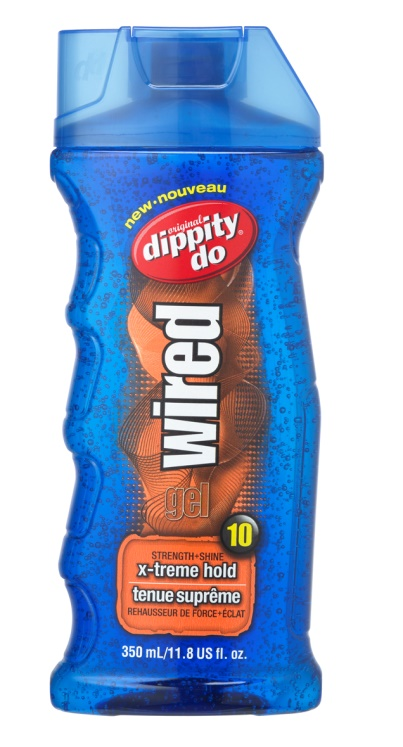 new•nouveau
original
dippity®
do
wired
gel
10
STRENGTH+SHINE
x-treme hold
tenue suprême
REHAUSSEUR DE FORCE+ÉCLAT
350 mL/11.8 US fl. oz.